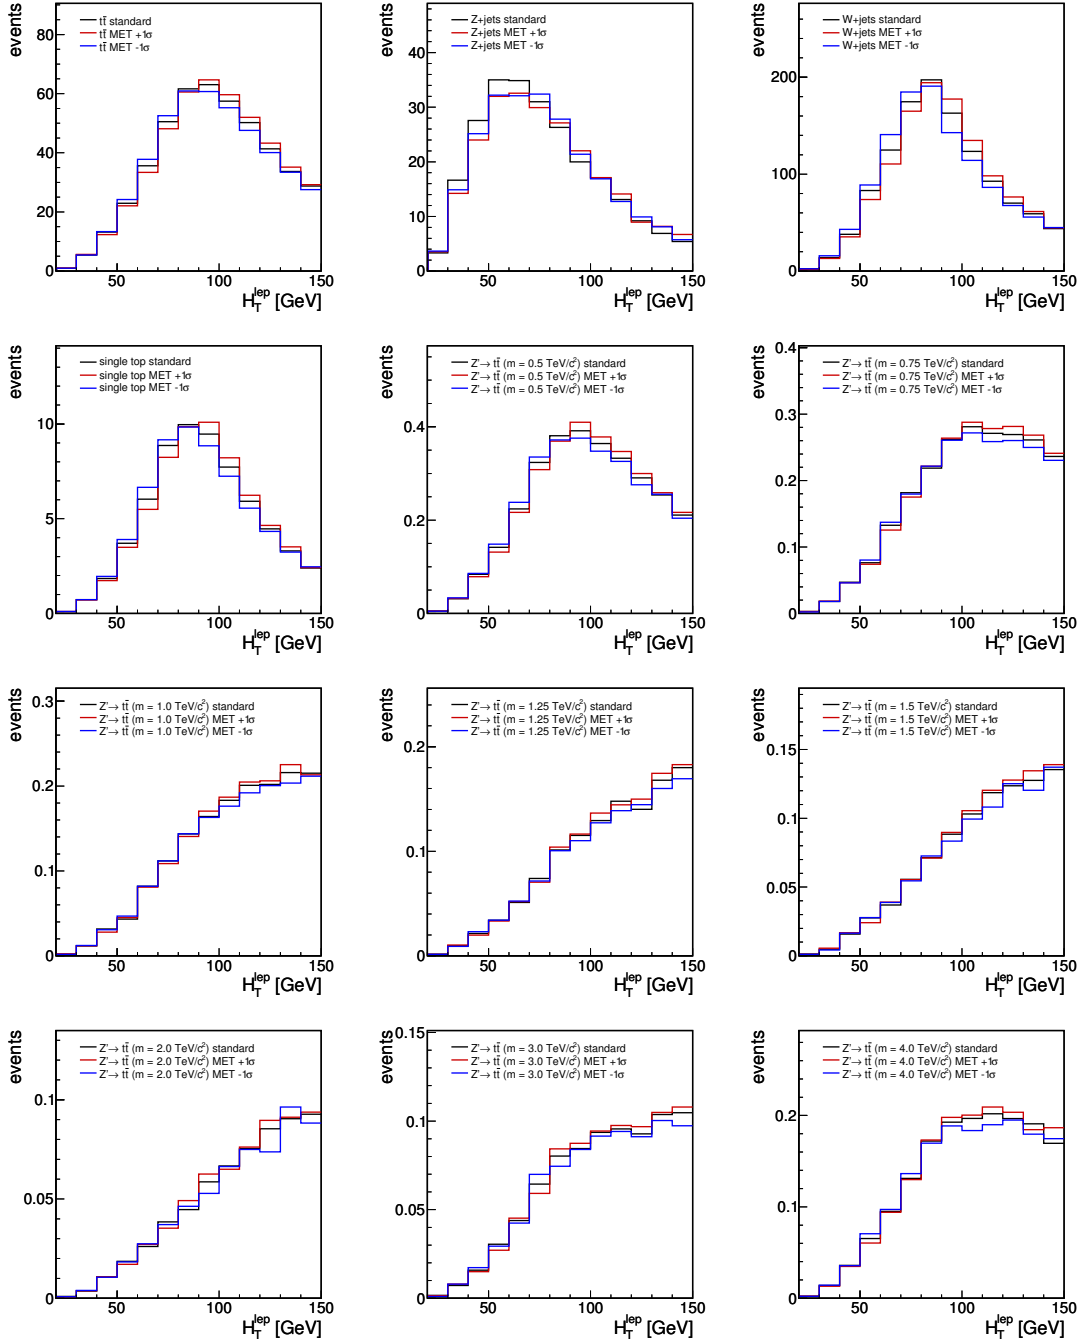 events
tt̄ standard
tt̄ MET +1σ
tt̄ MET -1σ
80
60
40
20
0
50 100 150
H_T^lep [GeV]
events
Z+jets standard
Z+jets MET +1σ
Z+jets MET -1σ
40
30
20
10
0
50 100 150
H_T^lep [GeV]
events
W+jets standard
W+jets MET +1σ
W+jets MET -1σ
200
100
0
50 100 150
H_T^lep [GeV]
events
single top standard
single top MET +1σ
single top MET -1σ
10
5
0
50 100 150
H_T^lep [GeV]
events
Z'→ tt̄ (m = 0.5 TeV/c²) standard
Z'→ tt̄ (m = 0.5 TeV/c²) MET +1σ
Z'→ tt̄ (m = 0.5 TeV/c²) MET -1σ
0.4
0.2
0
50 100 150
H_T^lep [GeV]
events
Z'→ tt̄ (m = 0.75 TeV/c²) standard
Z'→ tt̄ (m = 0.75 TeV/c²) MET +1σ
Z'→ tt̄ (m = 0.75 TeV/c²) MET -1σ
0.4
0.3
0.2
0.1
0
50 100 150
H_T^lep [GeV]
events
Z'→ tt̄ (m = 1.0 TeV/c²) standard
Z'→ tt̄ (m = 1.0 TeV/c²) MET +1σ
Z'→ tt̄ (m = 1.0 TeV/c²) MET -1σ
0.3
0.2
0.1
0
50 100 150
H_T^lep [GeV]
events
Z'→ tt̄ (m = 1.25 TeV/c²) standard
Z'→ tt̄ (m = 1.25 TeV/c²) MET +1σ
Z'→ tt̄ (m = 1.25 TeV/c²) MET -1σ
0.2
0.1
0
50 100 150
H_T^lep [GeV]
events
Z'→ tt̄ (m = 1.5 TeV/c²) standard
Z'→ tt̄ (m = 1.5 TeV/c²) MET +1σ
Z'→ tt̄ (m = 1.5 TeV/c²) MET -1σ
0.15
0.1
0.05
0
50 100 150
H_T^lep [GeV]
events
Z'→ tt̄ (m = 2.0 TeV/c²) standard
Z'→ tt̄ (m = 2.0 TeV/c²) MET +1σ
Z'→ tt̄ (m = 2.0 TeV/c²) MET -1σ
0.1
0.05
0
50 100 150
H_T^lep [GeV]
events
Z'→ tt̄ (m = 3.0 TeV/c²) standard
Z'→ tt̄ (m = 3.0 TeV/c²) MET +1σ
Z'→ tt̄ (m = 3.0 TeV/c²) MET -1σ
0.15
0.1
0.05
0.0
50 100 150
H_T^lep [GeV]
events
Z'→ tt̄ (m = 4.0 TeV/c²) standard
Z'→ tt̄ (m = 4.0 TeV/c²) MET +1σ
Z'→ tt̄ (m = 4.0 TeV/c²) MET -1σ
0.2
0.1
0.0
50 100 150
H_T^lep [GeV]